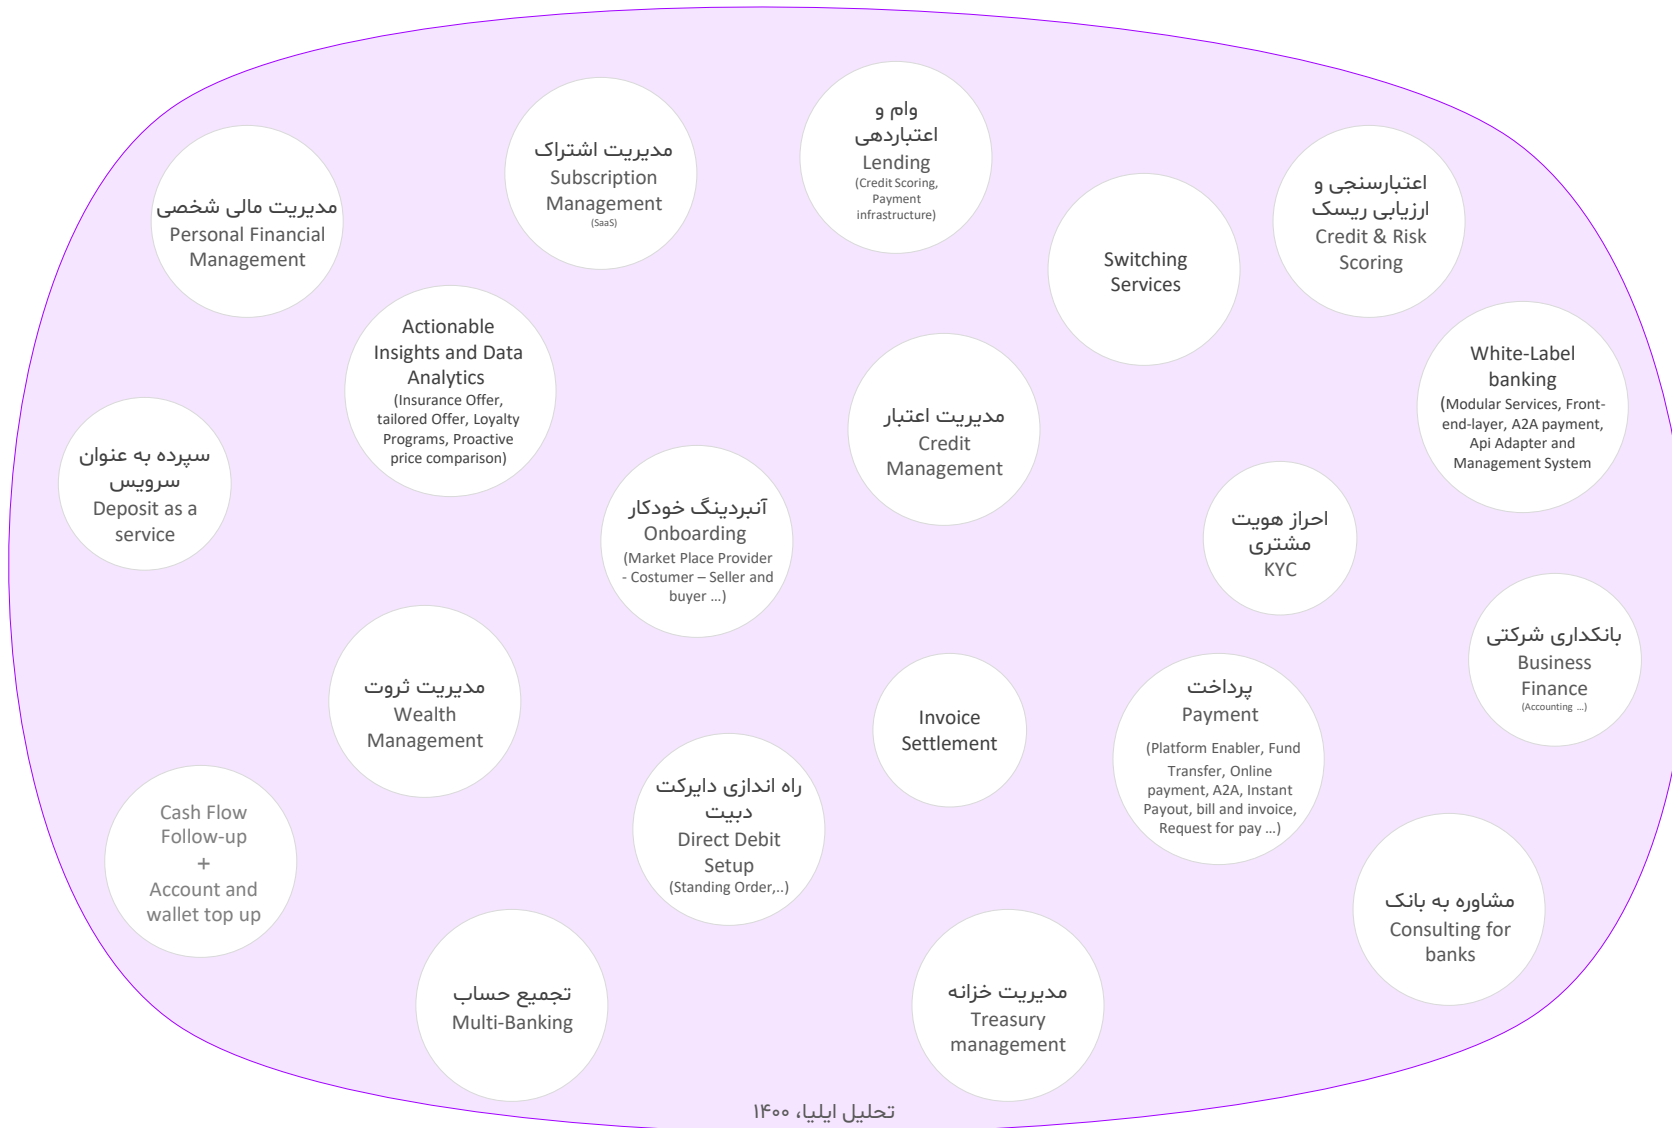 وام و
اعتباردهی
Lending
(Credit Scoring,
Payment
infrastructure)
مدیریت اشتراک
Subscription
Management
(SaaS)
مدیریت مالی شخصی
Personal Financial
Management
اعتبارسنجی و
ارزیابی ریسک
Credit & Risk
Scoring
Switching
Services
Actionable
Insights and Data
Analytics
(Insurance Offer,
tailored Offer, Loyalty
Programs, Proactive
price comparison)
White-Label
banking
(Modular Services, Front-
end-layer, A2A payment,
Api Adapter and
Management System
مدیریت اعتبار
Credit
Management
سپرده به عنوان
سرویس
Deposit as a
service
آنبردینگ خودکار
Onboarding
(Market Place Provider
- Costumer – Seller and
buyer ...)
احراز هویت
مشتری
KYC
بانکداری شرکتی
Business
Finance
(Accounting ...)
مدیریت ثروت
Wealth
Management
Invoice
Settlement
پرداخت
Payment
(Platform Enabler, Fund
Transfer, Online
payment, A2A, Instant
Payout, bill and invoice,
Request for pay ...)
راه اندازی دایرکت
دبیت
Direct Debit
Setup
(Standing Order,..)
Cash Flow
Follow-up
+
Account and
wallet top up
مشاوره به بانک
Consulting for
banks
تجمیع حساب
Multi-Banking
مدیریت خزانه
Treasury
management
تحلیل ایلیا، ۱۴۰۰